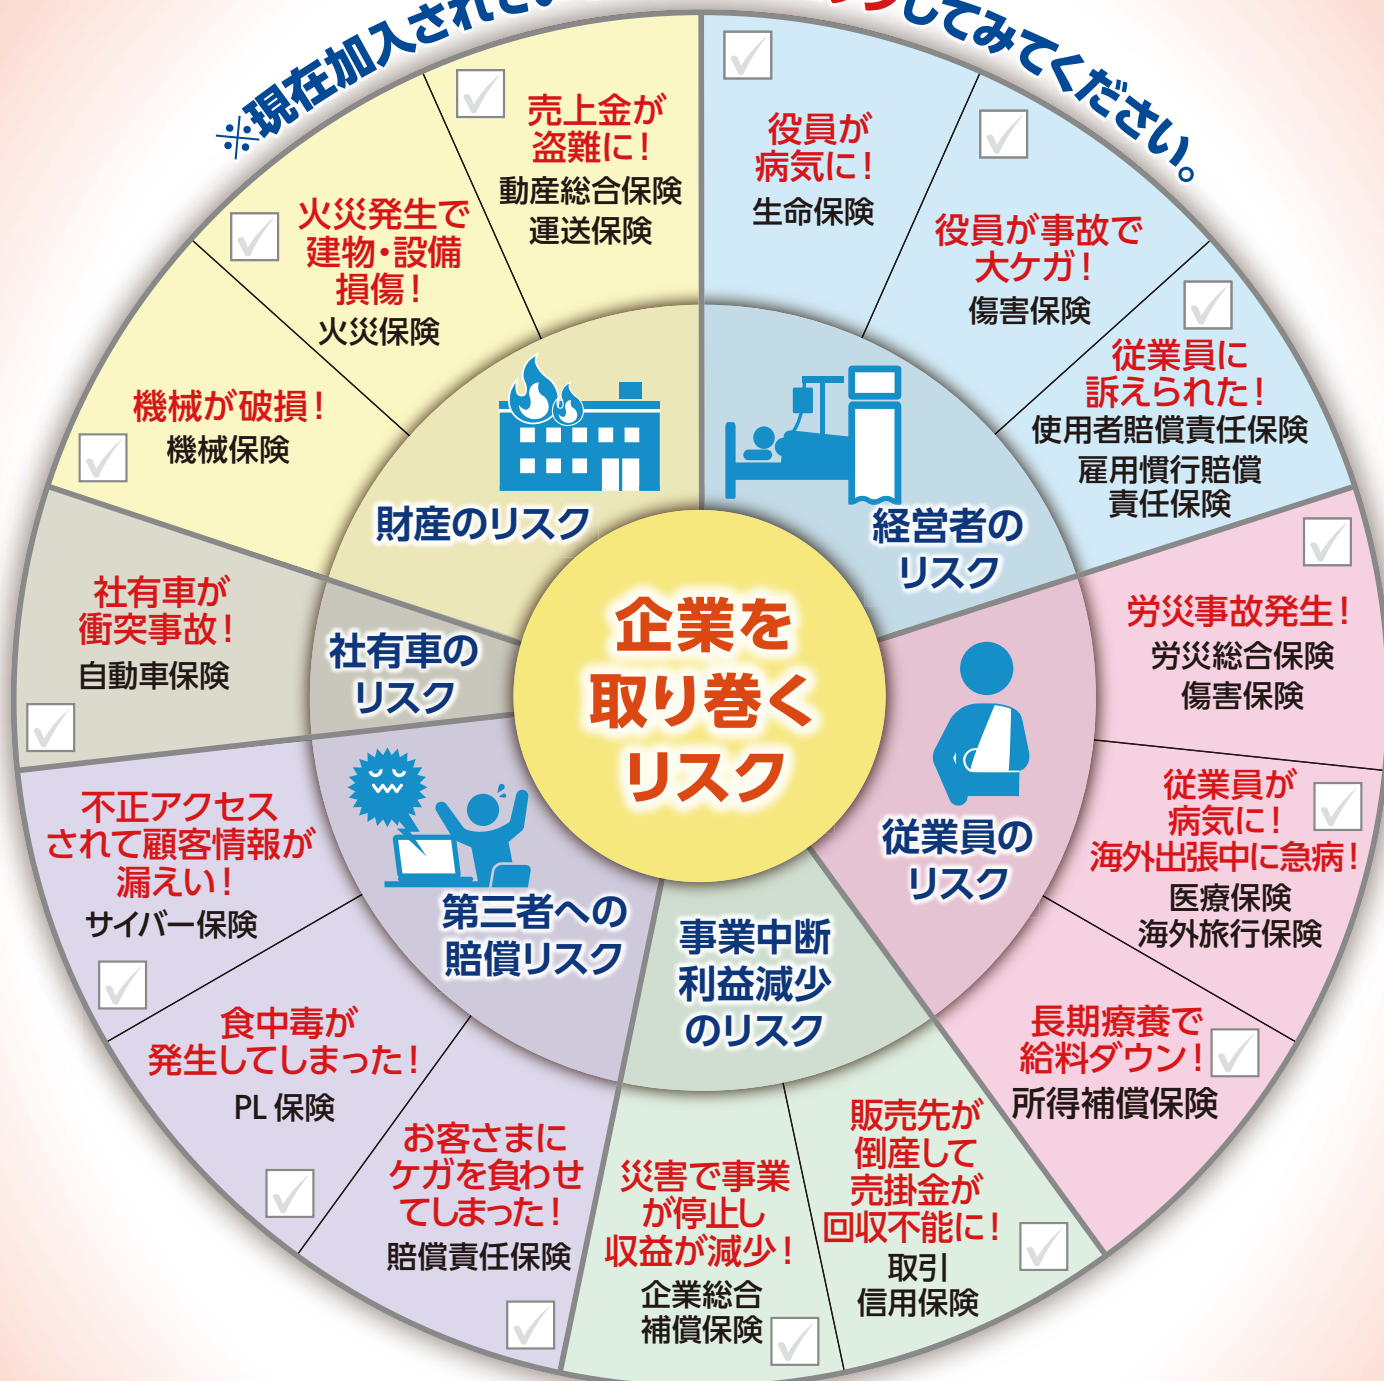 ※現在加入されてい
してみてください。
企業を
取り巻く
リスク
経営者の
リスク
役員が
病気に！
生命保険
役員が事故で
大ケガ！
傷害保険
従業員に
訴えられた！
使用者賠償責任保険
雇用慣行賠償
責任保険
従業員の
リスク
労災事故発生！
労災総合保険
傷害保険
従業員が
病気に！
海外出張中に急病！
医療保険
海外旅行保険
長期療養で
給料ダウン！
所得補償保険
事業中断
利益減少
のリスク
販売先が
倒産して
売掛金が
回収不能に！
取引
信用保険
災害で事業
が停止し
収益が減少！
企業総合
補償保険
第三者への
賠償リスク
お客さまに
ケガを負わせ
てしまった！
賠償責任保険
食中毒が
発生してしまった！
PL 保険
不正アクセス
されて顧客情報が
漏えい！
サイバー保険
社有車の
リスク
社有車が
衝突事故！
自動車保険
財産のリスク
機械が破損！
機械保険
火災発生で
建物・設備
損傷！
火災保険
売上金が
盗難に！
動産総合保険
運送保険